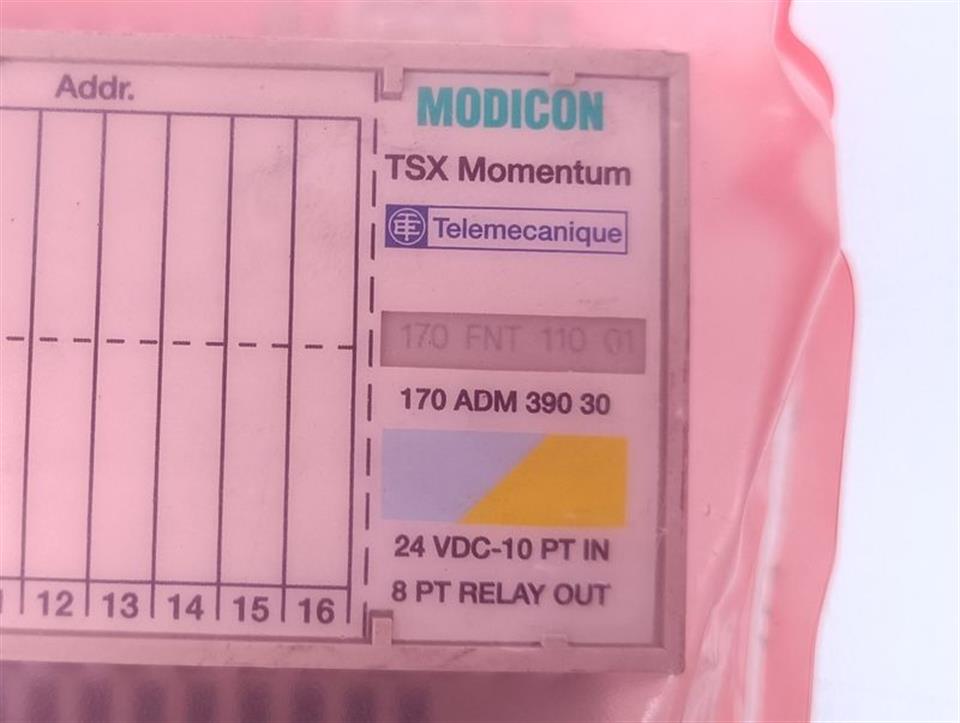 Addr.
MODICON
TSX Momentum
Telemecanique
170 FNT 110 01
170 ADM 390 30
24 VDC-10 PT IN
8 PT RELAY OUT
12 13 14 15 16